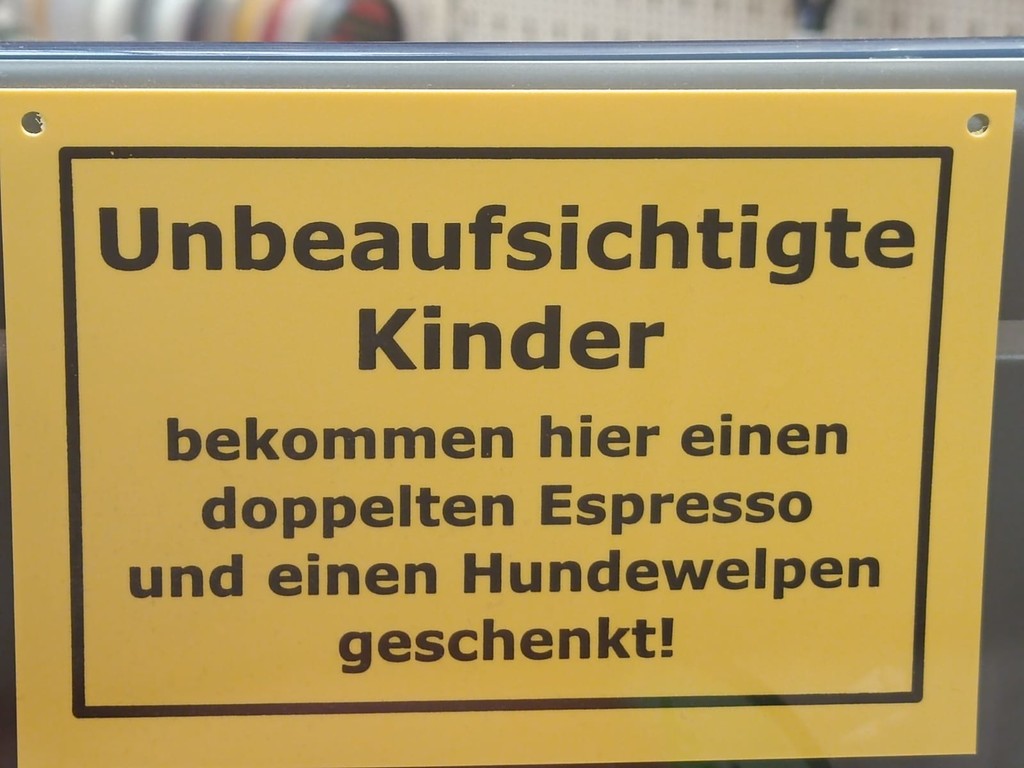 Unbeaufsichtigte
Kinder
bekommen hier einen
doppelten Espresso
und einen Hundewelpen
geschenkt!